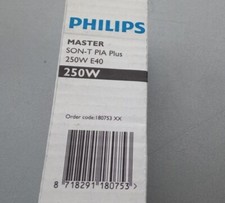 PHILIPS
MASTER
SON-T PIA Plus
250W E40
250W
Order code:180753 XX
8 718291 180753 >